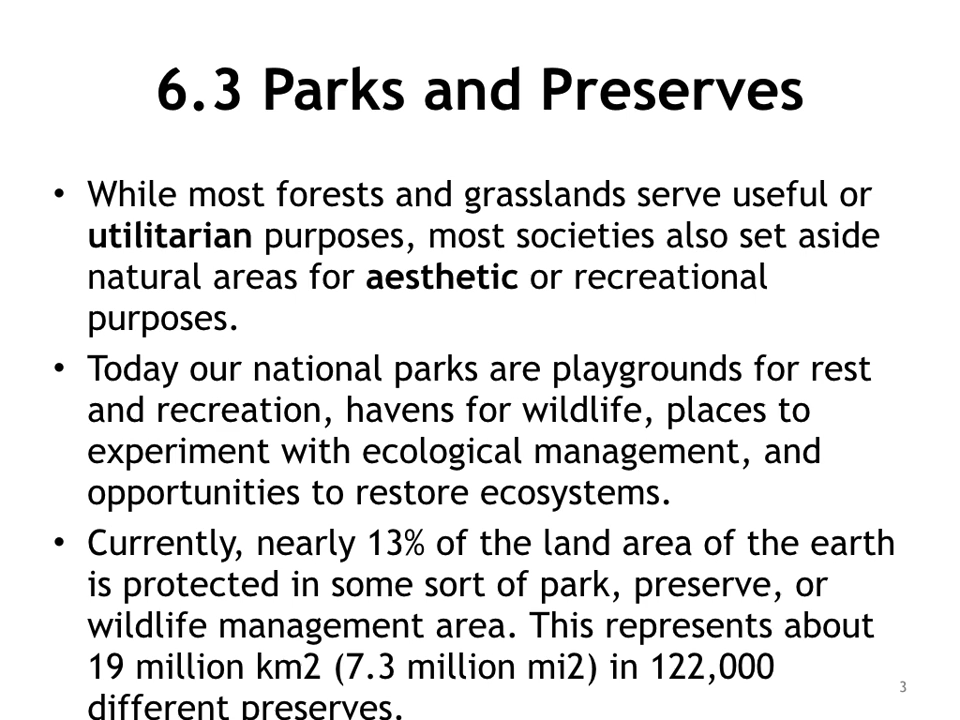 6.3 Parks and Preserves
• While most forests and grasslands serve useful or
utilitarian purposes, most societies also set aside
natural areas for aesthetic or recreational
purposes.
• Today our national parks are playgrounds for rest
and recreation, havens for wildlife, places to
experiment with ecological management, and
opportunities to restore ecosystems.
• Currently, nearly 13% of the land area of the earth
is protected in some sort of park, preserve, or
wildlife management area. This represents about
19 million km2 (7.3 million mi2) in 122,000
different preserves.
3